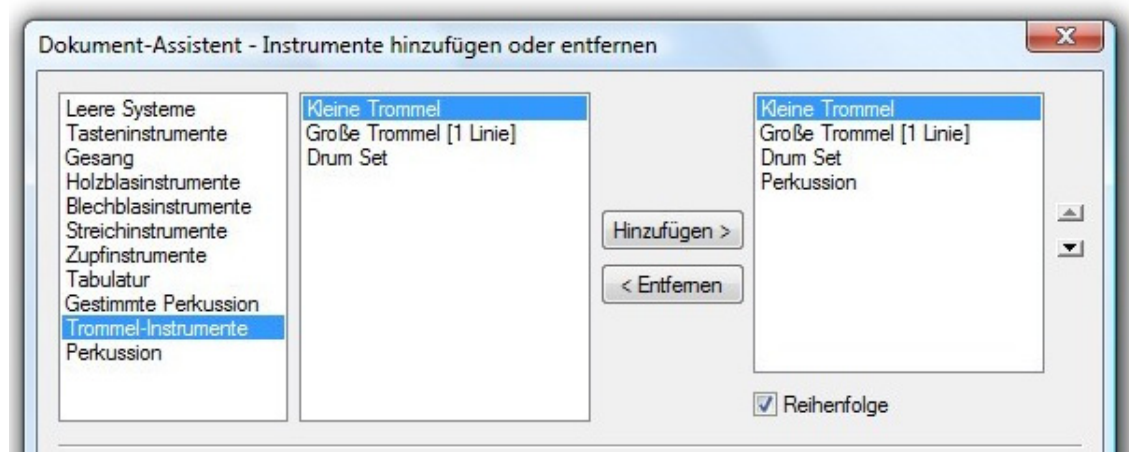 Dokument-Assistent - Instrumente hinzufügen oder entfernen
Leere Systeme
Tasteninstrumente
Gesang
Holzblasinstrumente
Blechblasinstrumente
Streichinstrumente
Zupfinstrumente
Tabulatur
Gestimmte Perkussion
Trommel-Instrumente
Perkussion
Kleine Trommel
Große Trommel [1 Linie]
Drum Set
Hinzufügen >
< Entfernen
Kleine Trommel
Große Trommel [1 Linie]
Drum Set
Perkussion
Reihenfolge